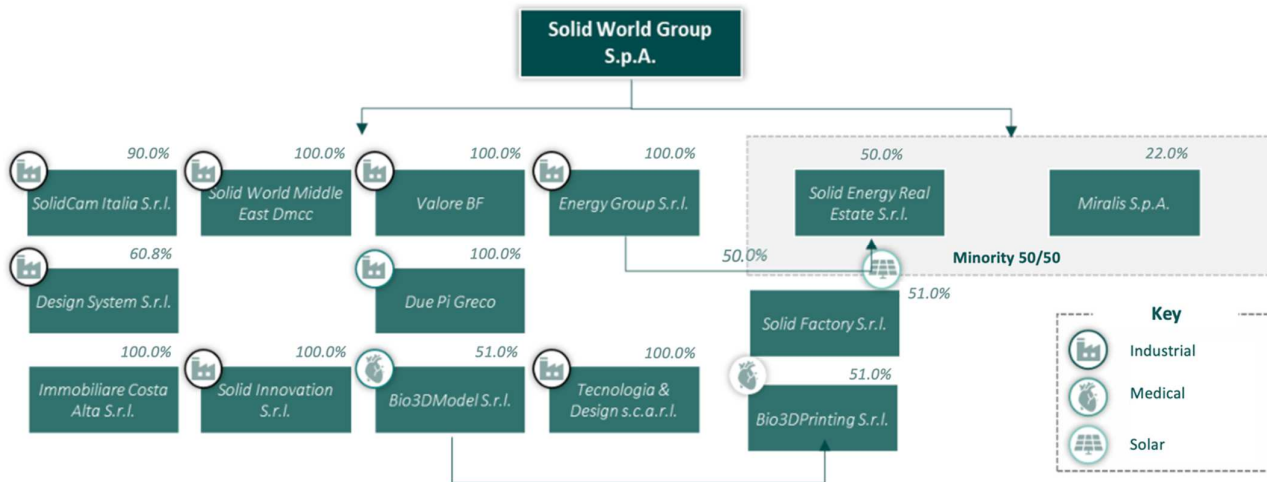 Solid World Group
S.p.A.
90.0%
100.0%
100.0%
100.0%
50.0%
22.0%
SolidCam Italia S.r.l.
Solid World Middle
East Dmcc
Valore BF
Energy Group S.r.l.
Solid Energy Real
Estate S.r.l.
Miralis S.p.A.
60.8%
100.0%
50.0%
Minority 50/50
Design System S.r.l.
Due Pi Greco
51.0%
Solid Factory S.r.l.
100.0%
100.0%
51.0%
100.0%
51.0%
Immobiliare Costa
Alta S.r.l.
Solid Innovation
S.r.l.
Bio3DModel S.r.l.
Tecnologia &
Design s.c.a.r.l.
Bio3DPrinting S.r.l.
Key
Industrial
Medical
Solar